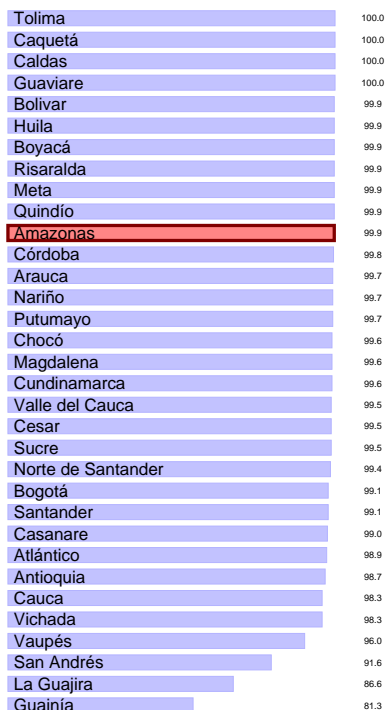 Tolima 100.0
Caquetá 100.0
Caldas 100.0
Guaviare 100.0
Bolivar 99.9
Huila 99.9
Boyacá 99.9
Risaralda 99.9
Meta 99.9
Quindío 99.9
Amazonas 99.9
Córdoba 99.8
Arauca 99.7
Nariño 99.7
Putumayo 99.7
Chocó 99.6
Magdalena 99.6
Cundinamarca 99.6
Valle del Cauca 99.5
Cesar 99.5
Sucre 99.5
Norte de Santander 99.4
Bogotá 99.1
Santander 99.1
Casanare 99.0
Atlántico 98.9
Antioquia 98.7
Cauca 98.3
Vichada 98.3
Vaupés 96.0
San Andrés 91.6
La Guajira 86.6
Guainía 81.3